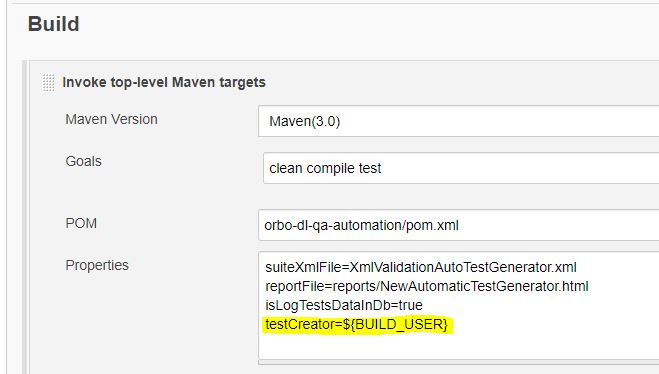 Build
Invoke top-level Maven targets
Maven Version
Maven(3.0)
Goals
clean compile test
POM
orbo-dl-qa-automation/pom.xml
Properties
suiteXmlFile=XmlValidationAutoTestGenerator.xml
reportFile=reports/NewAutomaticTestGenerator.html
isLogTestsDataInDb=true
testCreator=${BUILD_USER}